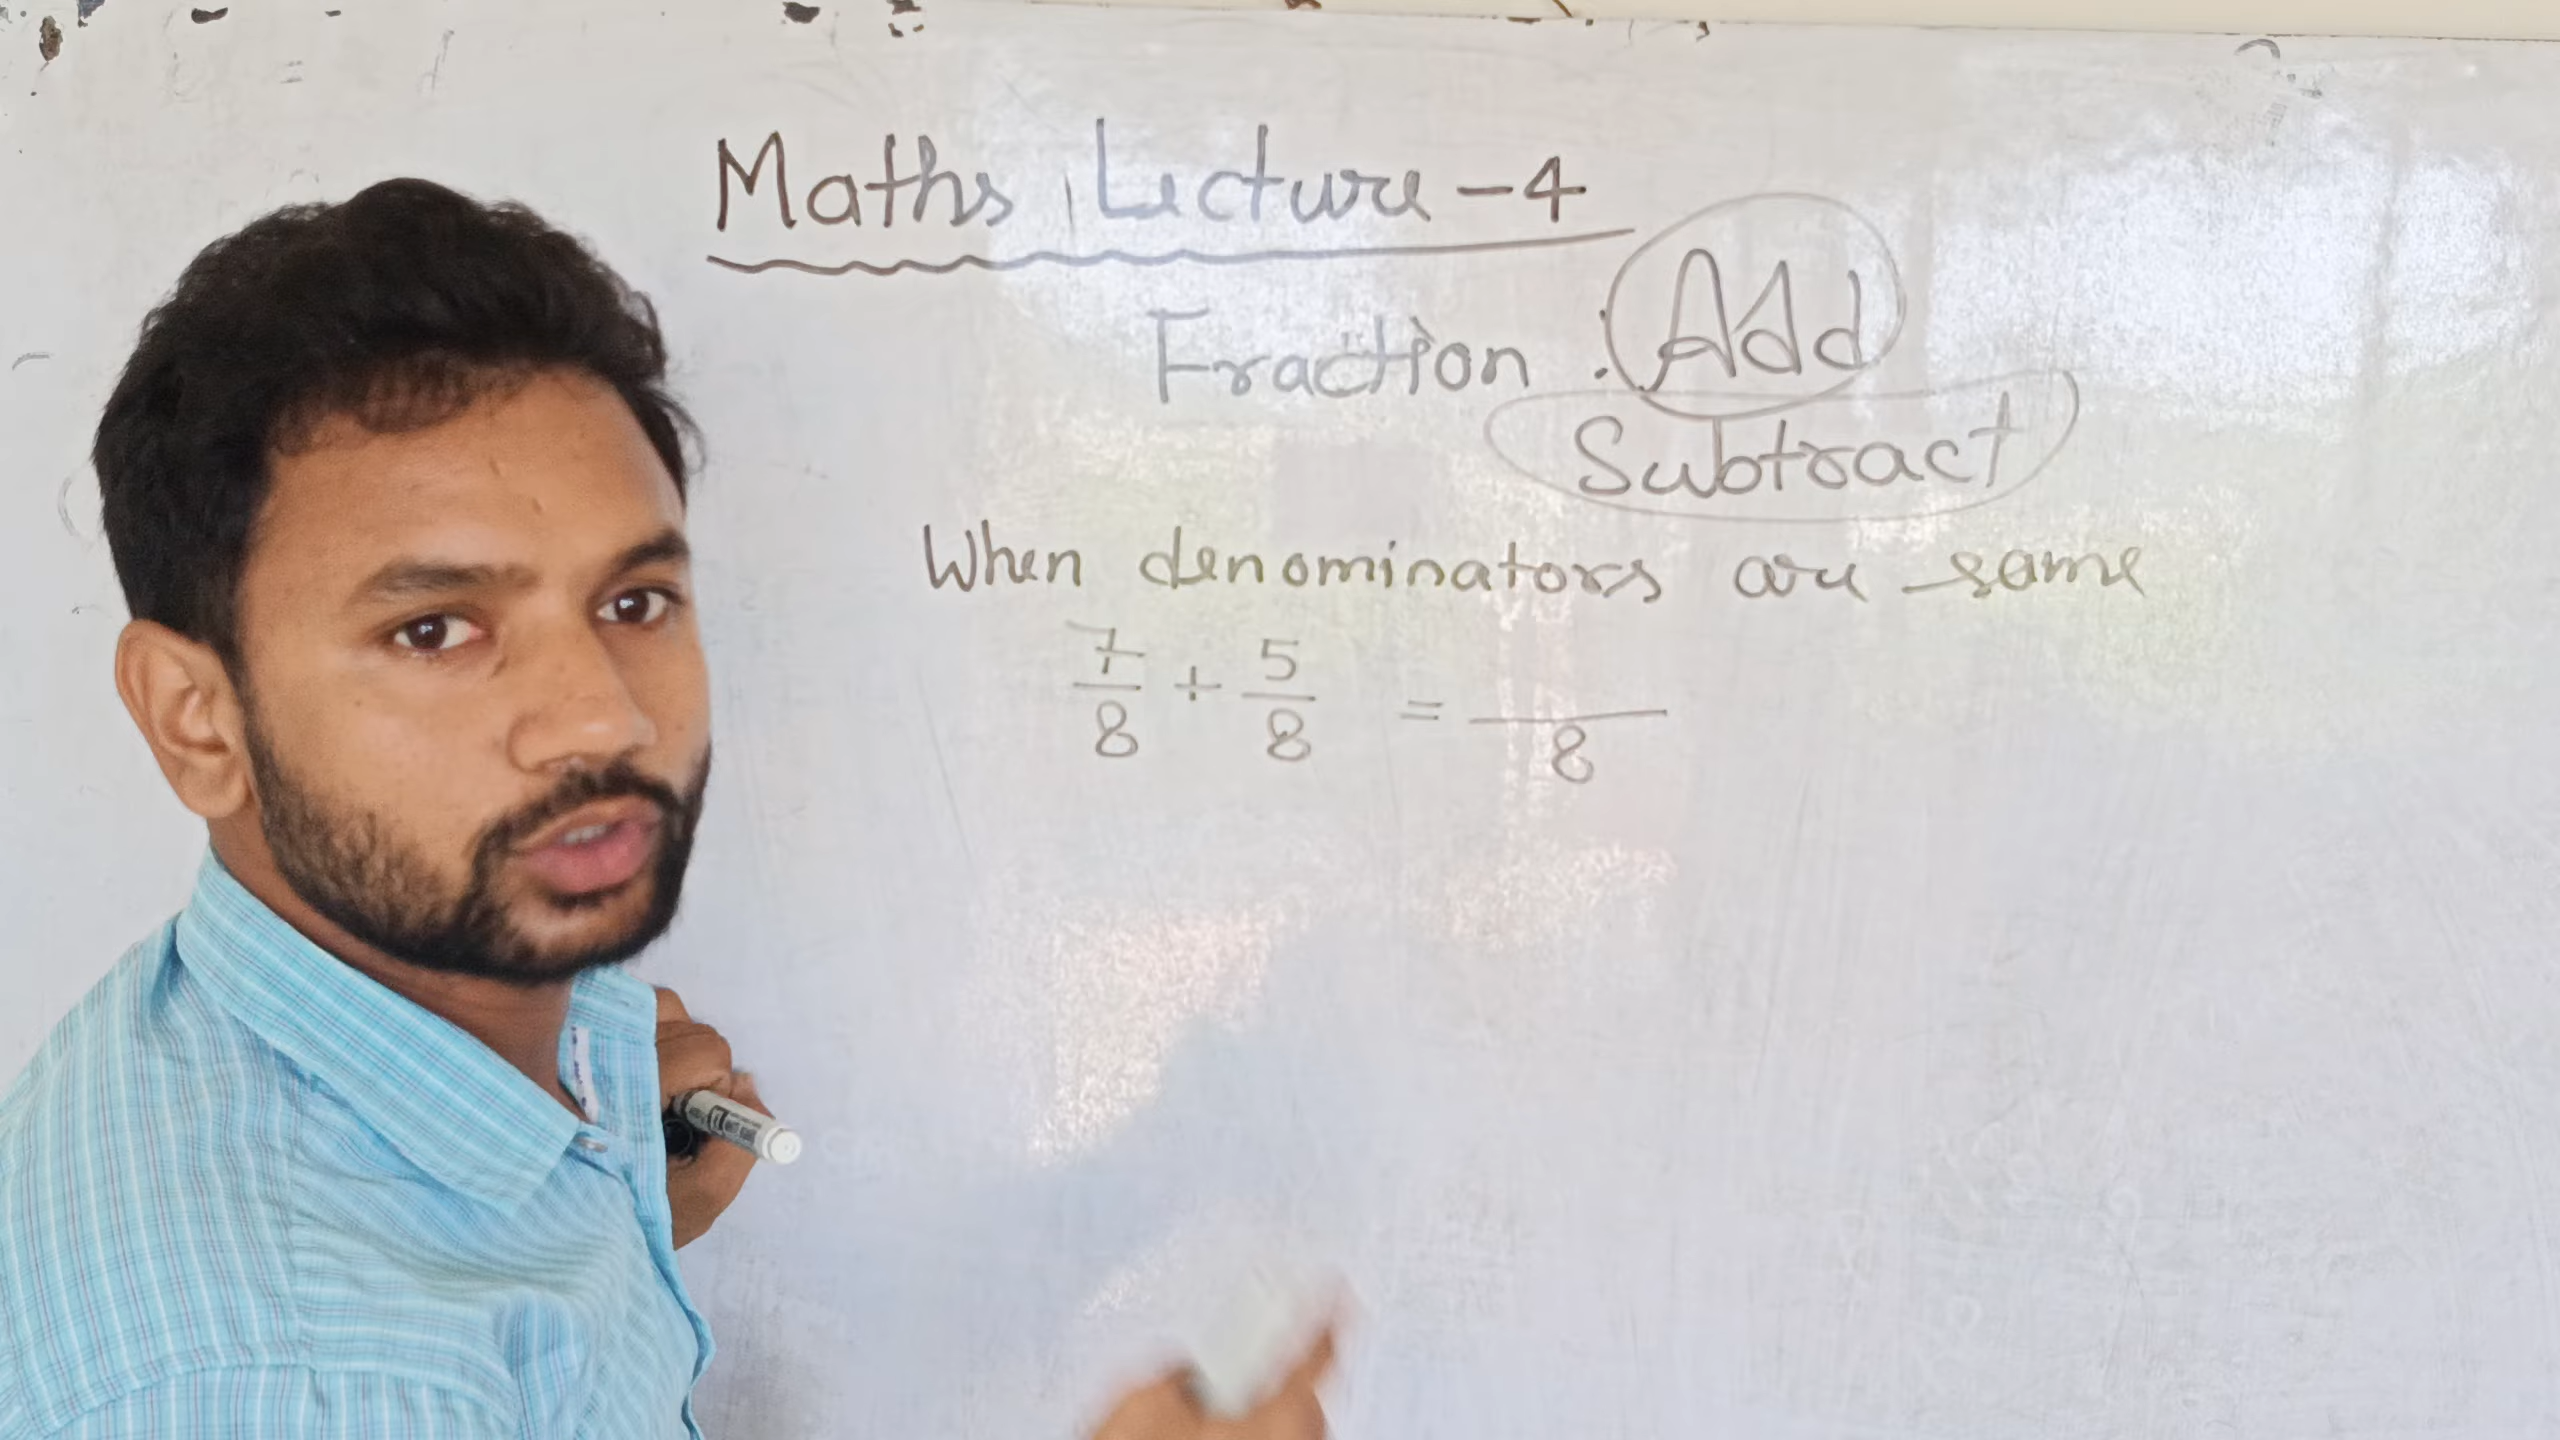 Maths Lecture -4
Fraction : Add
Subtract
When denominators are same
7/8 + 5/8 = /8